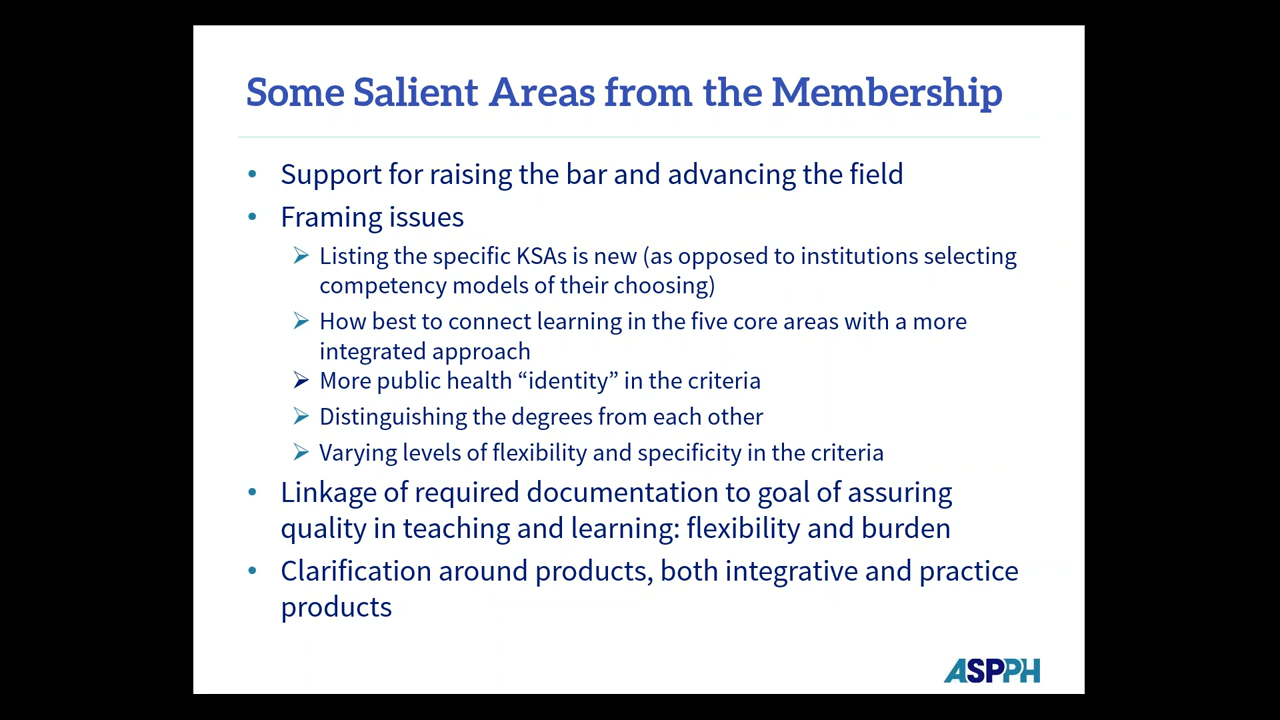 Some Salient Areas from the Membership
• Support for raising the bar and advancing the field
• Framing issues
➢ Listing the specific KSAs is new (as opposed to institutions selecting
competency models of their choosing)
➢ How best to connect learning in the five core areas with a more
integrated approach
➢ More public health “identity” in the criteria
➢ Distinguishing the degrees from each other
➢ Varying levels of flexibility and specificity in the criteria
• Linkage of required documentation to goal of assuring
quality in teaching and learning: flexibility and burden
• Clarification around products, both integrative and practice
products
ASPPH